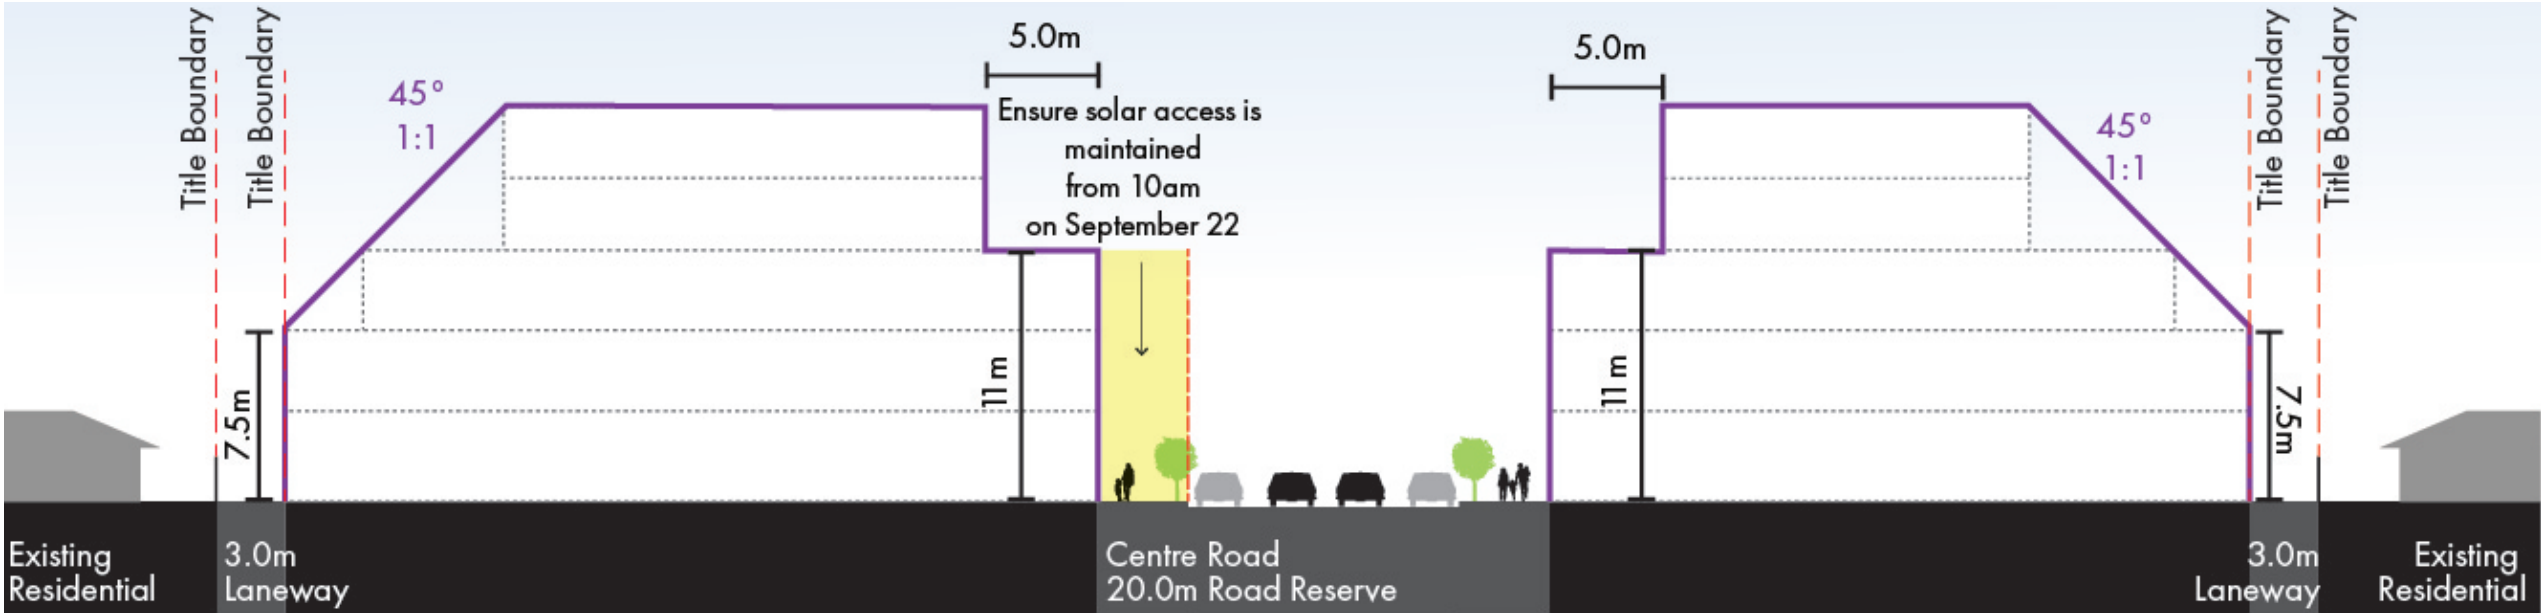 Title Boundary
Title Boundary
45°
1:1
5.0m
Ensure solar access is
maintained
from 10am
on September 22
5.0m
45°
1:1
Title Boundary
Title Boundary
7.5m
11m
11m
7.5m
Existing
Residential
3.0m
Laneway
Centre Road
20.0m Road Reserve
3.0m
Laneway
Existing
Residential